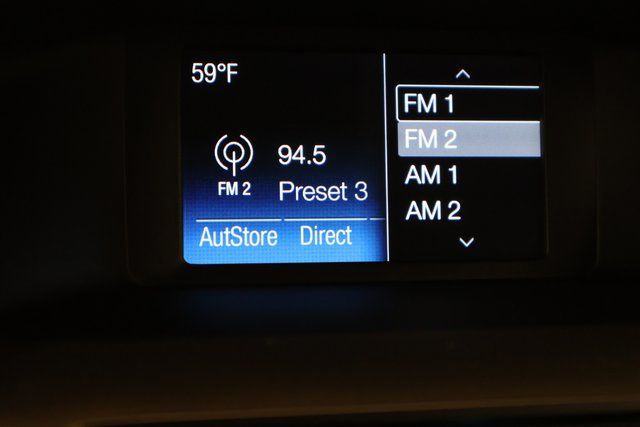 59°F
FM 2
94.5
Preset 3
AutStore
Direct
FM 1
FM 2
AM 1
AM 2